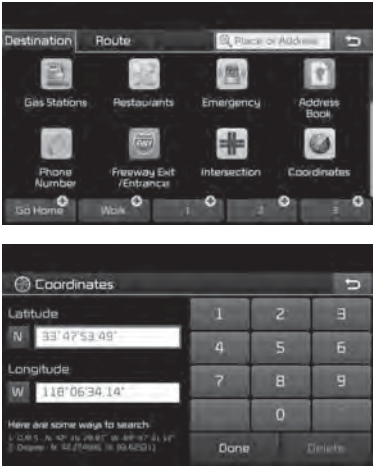 Destination Route Place or Address
Gas Stations Restaurants Emergency Address Book
Phone Number Freeway Exit /Entrance Intersection Coordinates
Go Home Work 1 2 3
Coordinates
Latitude 1 2 3
N 33°47'53.49"
4 5 6
Longitude
7 8 9
W 118°06'34.14"
0
Here are some ways to search
Done Delete